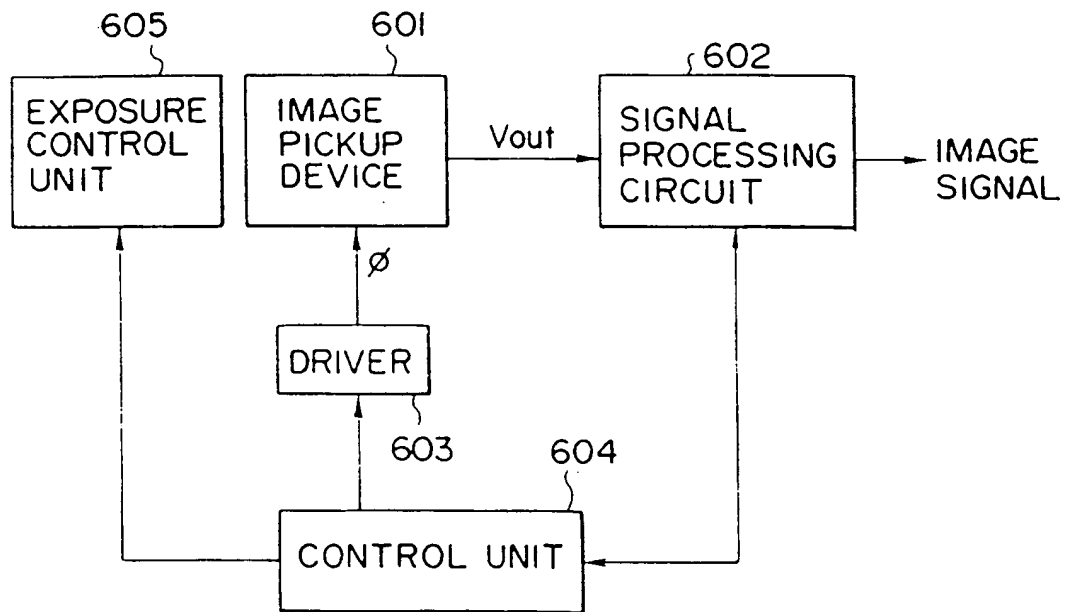 605
601
602
EXPOSURE
CONTROL
UNIT
IMAGE
PICKUP
DEVICE
Vout
SIGNAL
PROCESSING
CIRCUIT
IMAGE
SIGNAL
ø
DRIVER
603
604
CONTROL UNIT